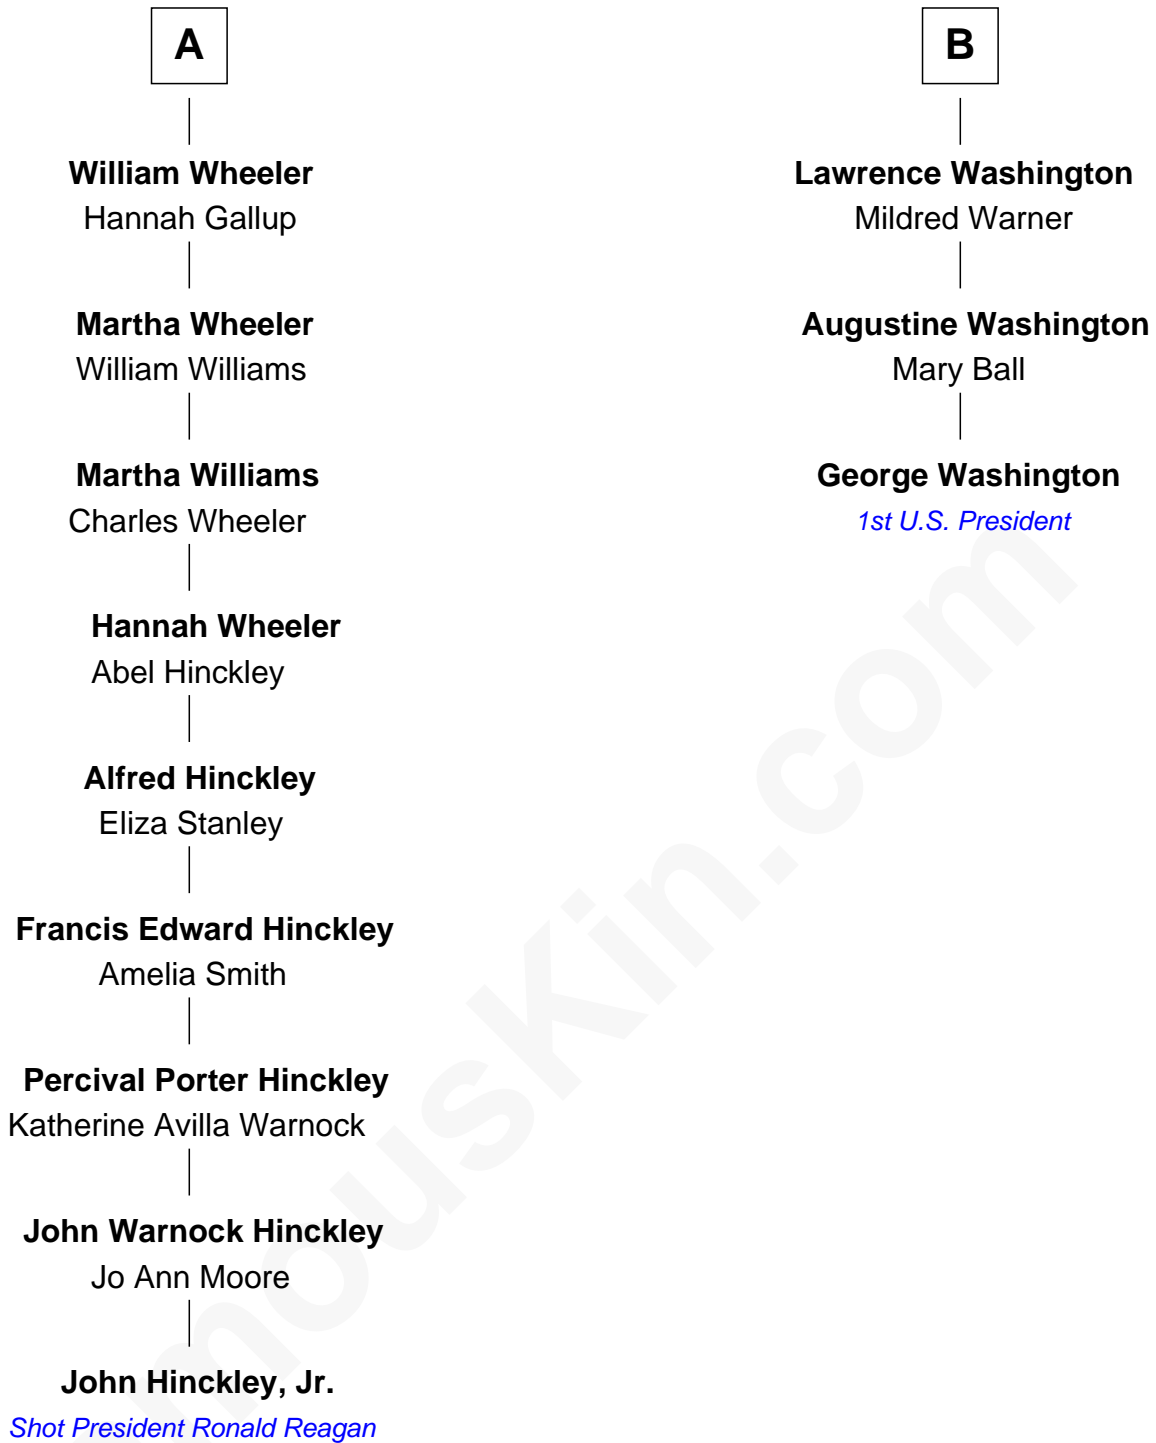 A
William Wheeler
Hannah Gallup
Martha Wheeler
William Williams
Martha Williams
Charles Wheeler
Hannah Wheeler
Abel Hinckley
Alfred Hinckley
Eliza Stanley
Francis Edward Hinckley
Amelia Smith
Percival Porter Hinckley
Katherine Avilla Warnock
John Warnock Hinckley
Jo Ann Moore
John Hinckley, Jr.
Shot President Ronald Reagan
B
Lawrence Washington
Mildred Warner
Augustine Washington
Mary Ball
George Washington
1st U.S. President
mousKin.com